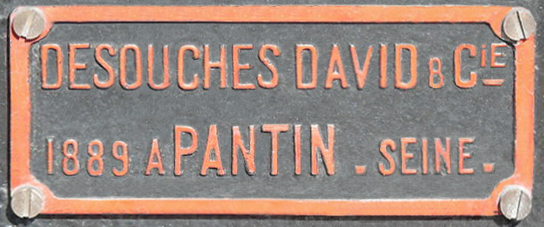 DESOUCHES DAVID & CIE
1889 A PANTIN - SEINE -